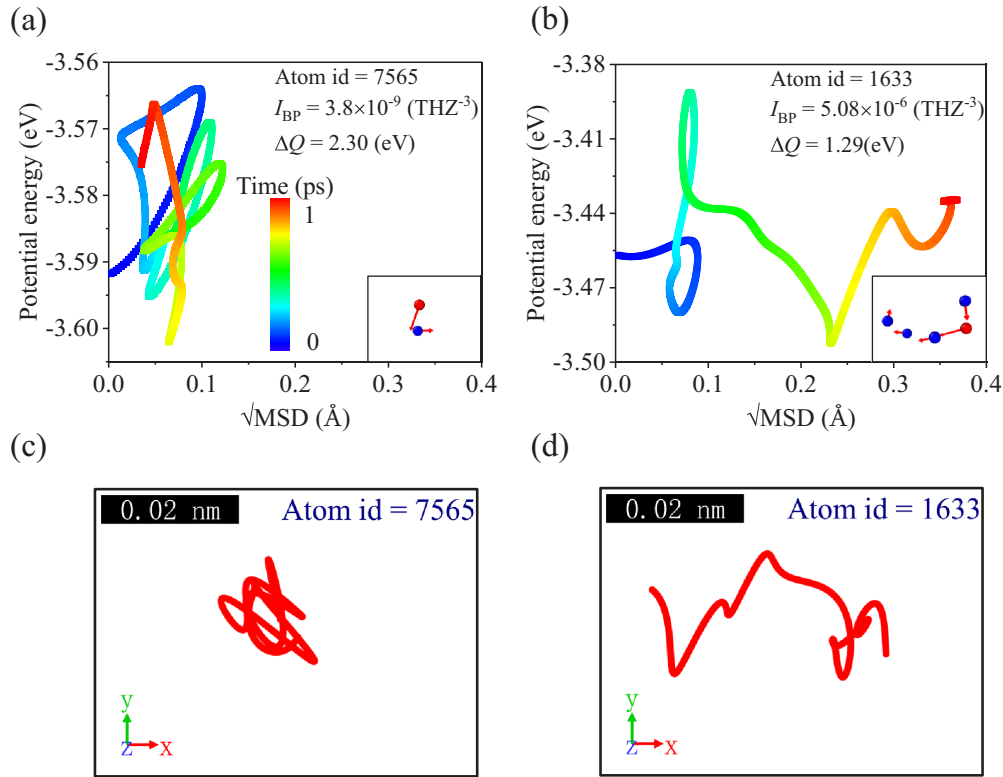 (a)
-3.56
-3.57
-3.58
-3.59
-3.60
Potential energy (eV)
Atom id = 7565
I_BP = 3.8×10⁻⁹ (THZ⁻³)
ΔQ = 2.30 (eV)
Time (ps)
1
0
0.0 0.1 0.2 0.3 0.4
√MSD (Å)
(b)
-3.38
-3.41
-3.44
-3.47
-3.50
Potential energy (eV)
Atom id = 1633
I_BP = 5.08×10⁻⁶ (THZ⁻³)
ΔQ = 1.29(eV)
0.0 0.1 0.2 0.3 0.4
√MSD (Å)
(c)
0.02 nm
Atom id = 7565
y
z x
(d)
0.02 nm
Atom id = 1633
y
z x